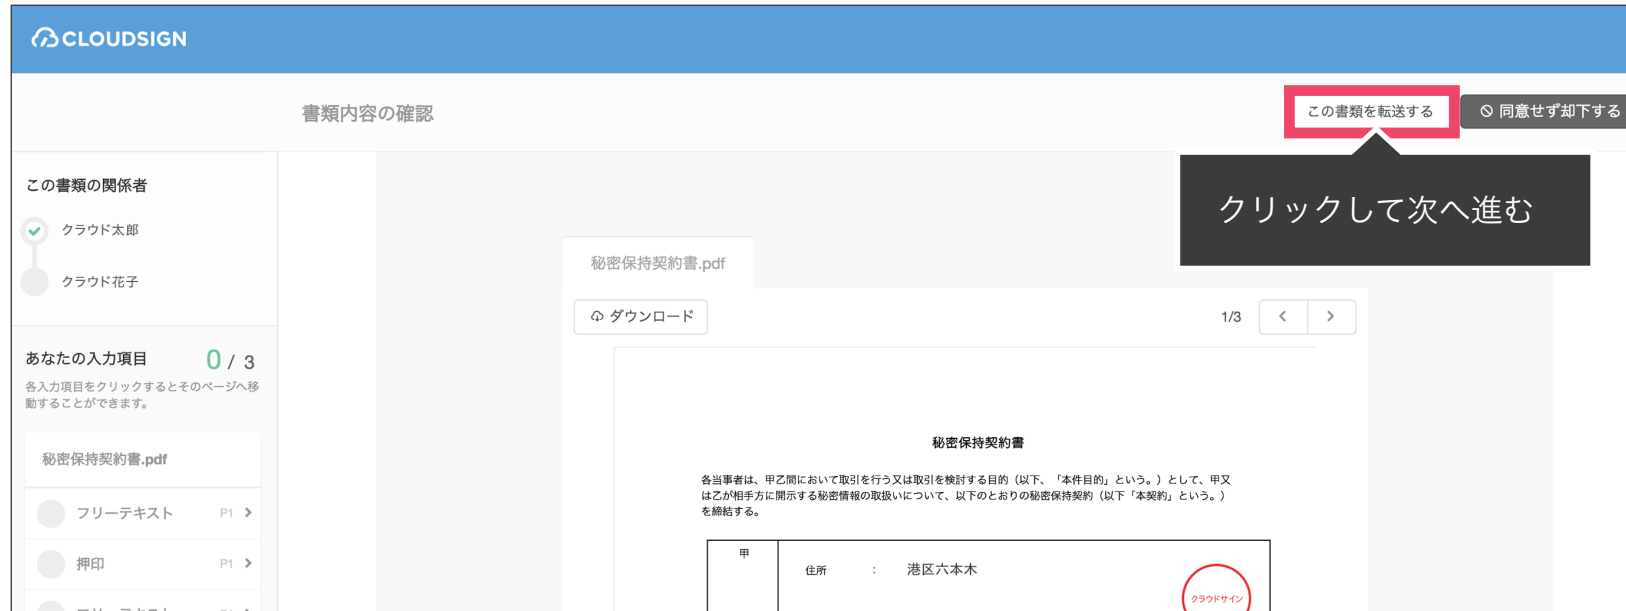 CLOUDSIGN
書類内容の確認
この書類を転送する
同意せず却下する
クリックして次へ進む
この書類の関係者
クラウド太郎
クラウド花子
あなたの入力項目 0 / 3
各入力項目をクリックするとそのページへ移
動することができます。
秘密保持契約書.pdf
フリーテキスト P1
押印 P1
秘密保持契約書.pdf
ダウンロード
1/3
秘密保持契約書
各当事者は、甲乙間において取引を行う又は取引を検討する目的（以下、「本件目的」という。）として、甲又
は乙が相手方に開示する秘密情報の取扱いについて、以下のとおりの秘密保持契約（以下「本契約」という。）
を締結する。
甲
住所 : 港区六本木
クラウドサイン